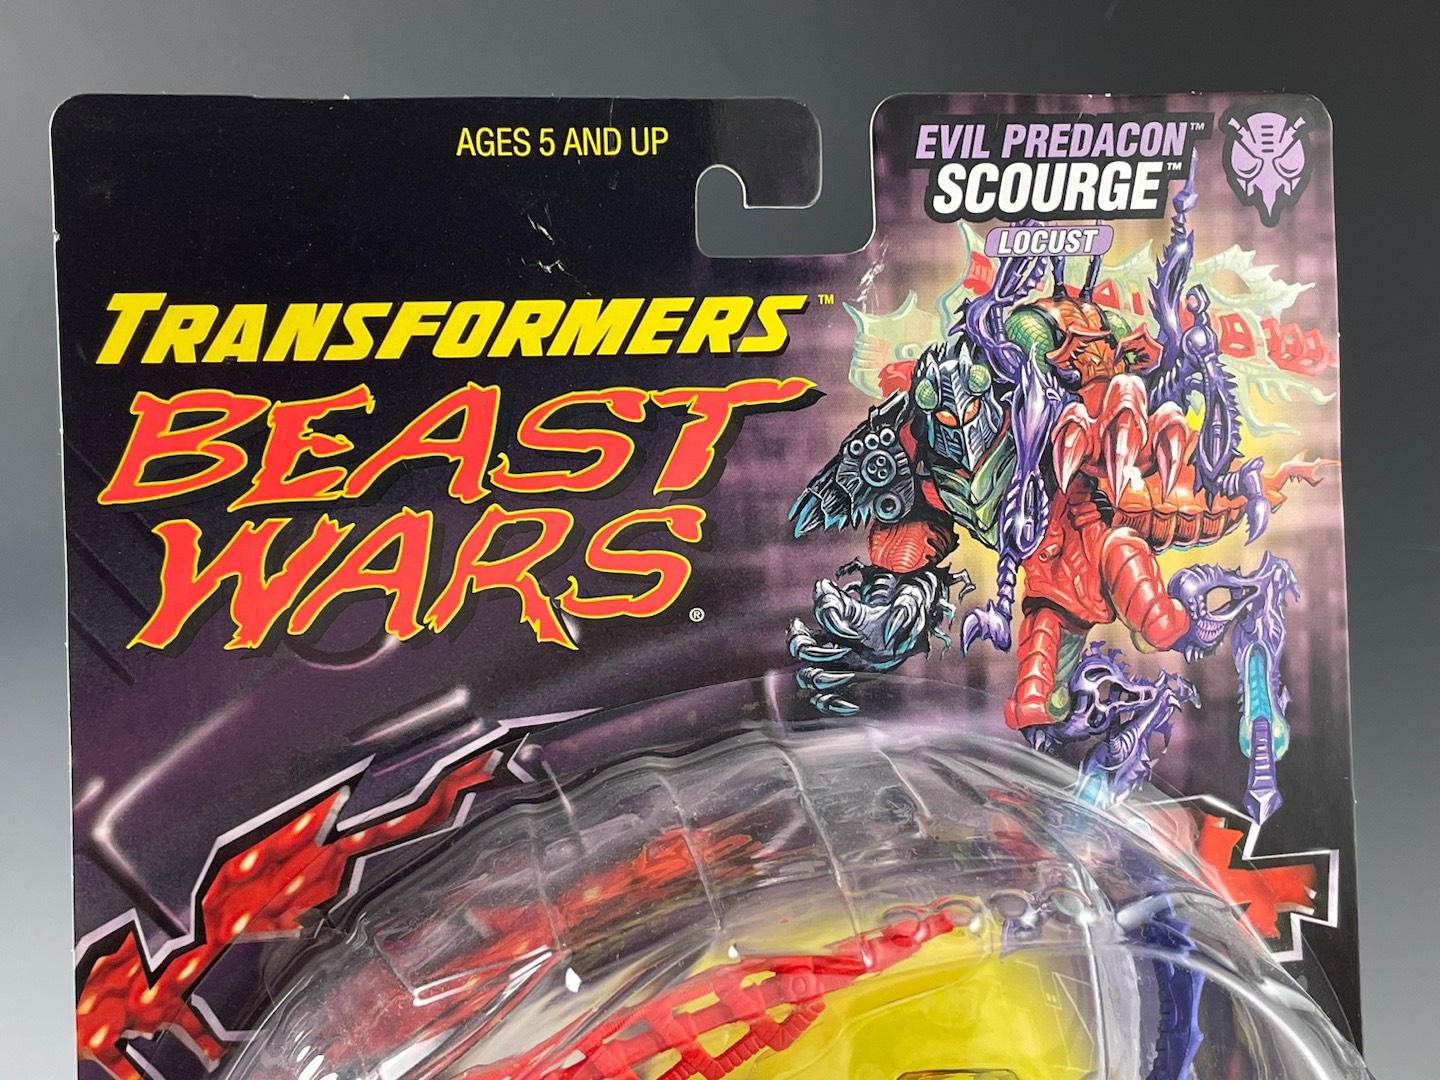 AGES 5 AND UP
EVIL PREDACON™
SCOURGE™
LOCUST
TRANSFORMERS™
BEAST
WARS®